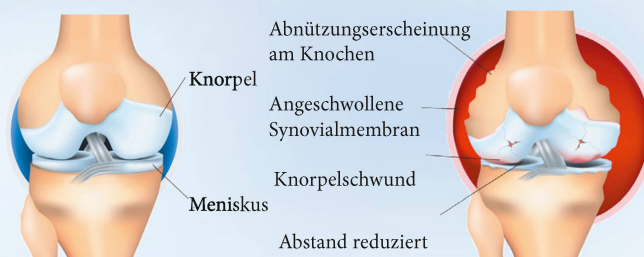 Knorpel
Meniskus
Abnützungserscheinung
am Knochen
Angeschwollene
Synovialmembran
Knorpelschwund
Abstand reduziert